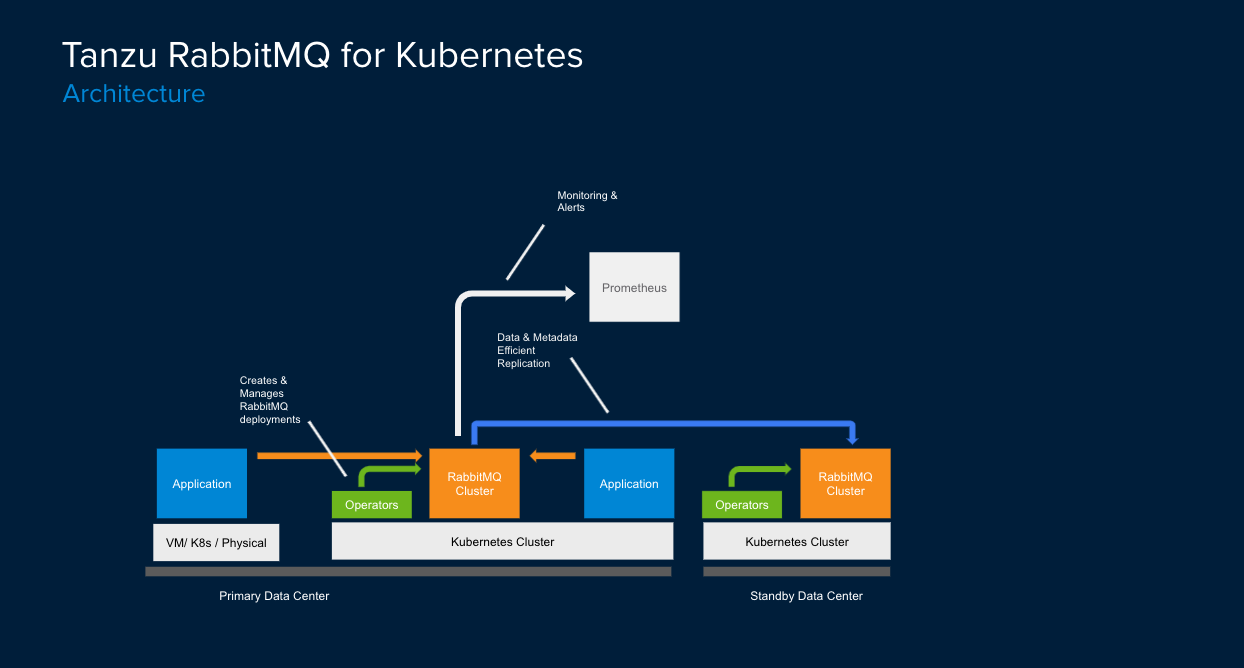 Tanzu RabbitMQ for Kubernetes
Architecture
Monitoring &
Alerts
Prometheus
Data & Metadata
Efficient
Replication
Creates &
Manages
RabbitMQ
deployments
Application
Operators
RabbitMQ
Cluster
Application
Operators
RabbitMQ
Cluster
VM/ K8s / Physical
Kubernetes Cluster
Kubernetes Cluster
Primary Data Center
Standby Data Center